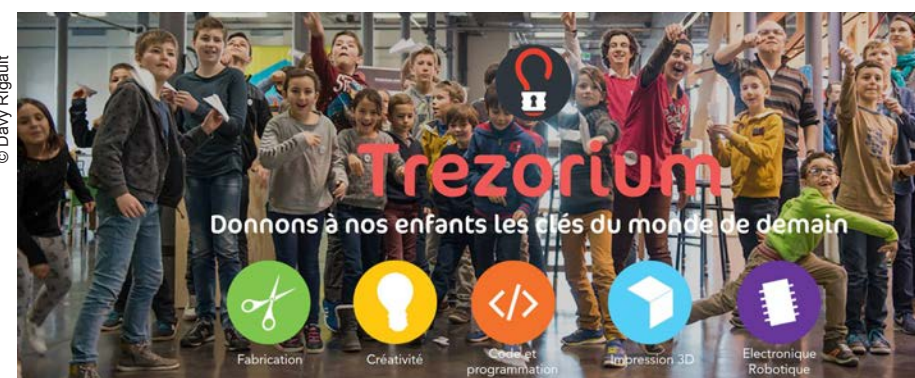 © Davy Rigault
Trezorium
Donnons à nos enfants les clés du monde de demain
Fabrication
Créativité
Code et
programmation
Impression 3D
Electronique
Robotique